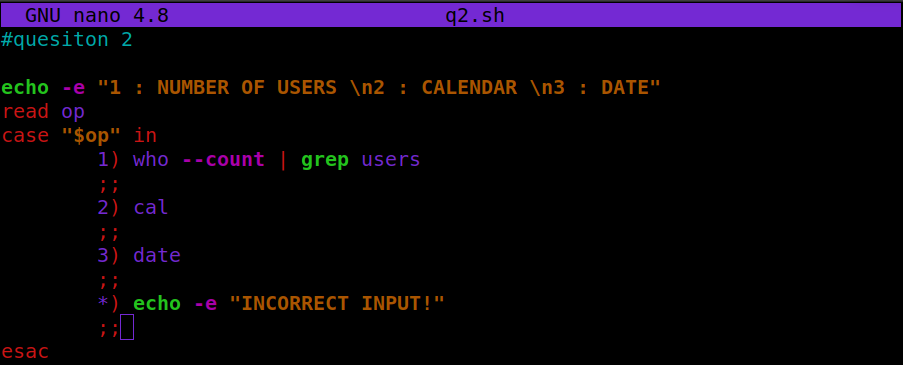 GNU nano 4.8 q2.sh
#quesiton 2
echo -e "1 : NUMBER OF USERS \n2 : CALENDAR \n3 : DATE"
read op
case "$op" in
1) who --count | grep users
;;
2) cal
;;
3) date
;;
*) echo -e "INCORRECT INPUT!"
;;
esac